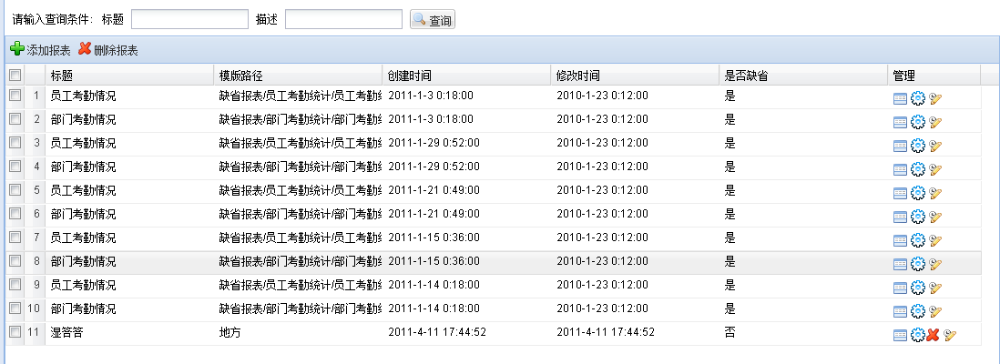 请输入查询条件: 标题 描述 查询
添加报表 删除报表
标题 模版路径 创建时间 修改时间 是否缺省 管理
1 员工考勤情况 缺省报表/员工考勤统计/员工考勤 2011-1-3 0:18:00 2010-1-23 0:12:00 是
2 部门考勤情况 缺省报表/部门考勤统计/部门考勤 2011-1-3 0:18:00 2010-1-23 0:12:00 是
3 员工考勤情况 缺省报表/员工考勤统计/员工考勤 2011-1-29 0:52:00 2010-1-23 0:12:00 是
4 部门考勤情况 缺省报表/部门考勤统计/部门考勤 2011-1-29 0:52:00 2010-1-23 0:12:00 是
5 员工考勤情况 缺省报表/员工考勤统计/员工考勤 2011-1-21 0:49:00 2010-1-23 0:12:00 是
6 部门考勤情况 缺省报表/部门考勤统计/部门考勤 2011-1-21 0:49:00 2010-1-23 0:12:00 是
7 员工考勤情况 缺省报表/员工考勤统计/员工考勤 2011-1-15 0:36:00 2010-1-23 0:12:00 是
8 部门考勤情况 缺省报表/部门考勤统计/部门考勤 2011-1-15 0:36:00 2010-1-23 0:12:00 是
9 员工考勤情况 缺省报表/员工考勤统计/员工考勤 2011-1-14 0:18:00 2010-1-23 0:12:00 是
10 部门考勤情况 缺省报表/部门考勤统计/部门考勤 2011-1-14 0:18:00 2010-1-23 0:12:00 是
11 湿答答 地方 2011-4-11 17:44:52 2011-4-11 17:44:52 否